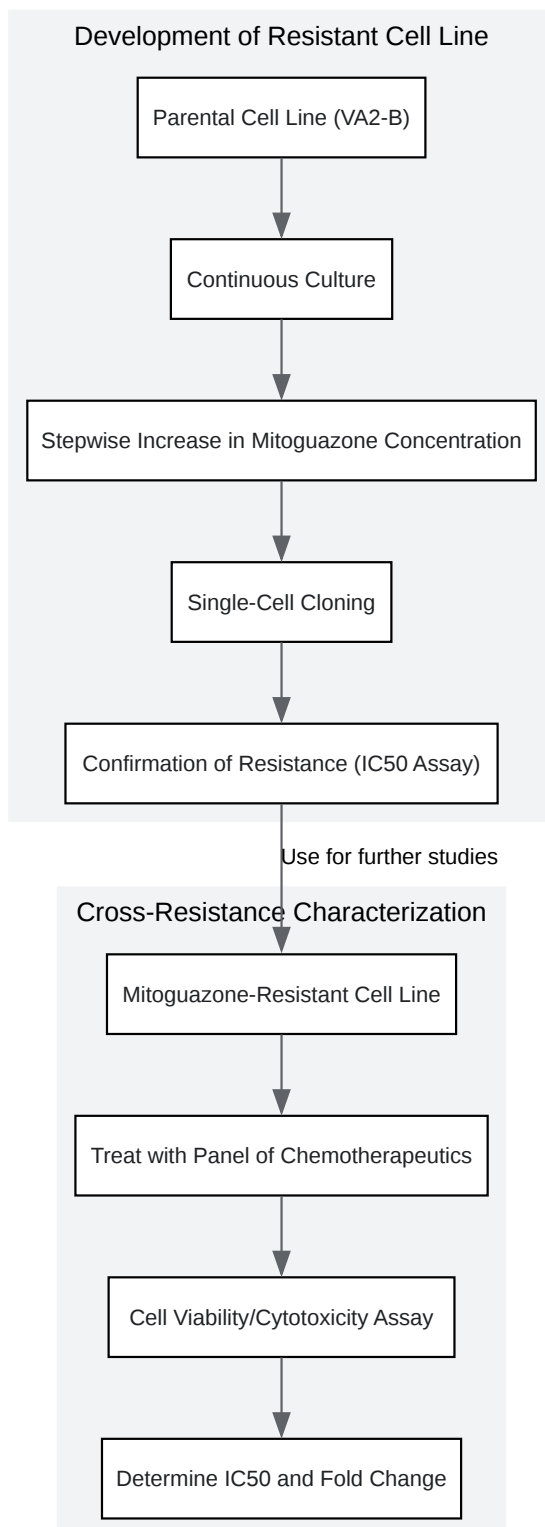 Development of Resistant Cell Line
Parental Cell Line (VA2-B)
Continuous Culture
Stepwise Increase in Mitoguazone Concentration
Single-Cell Cloning
Confirmation of Resistance (IC50 Assay)
Use for further studies
Cross-Resistance Characterization
Mitoguazone-Resistant Cell Line
Treat with Panel of Chemotherapeutics
Cell Viability/Cytotoxicity Assay
Determine IC50 and Fold Change